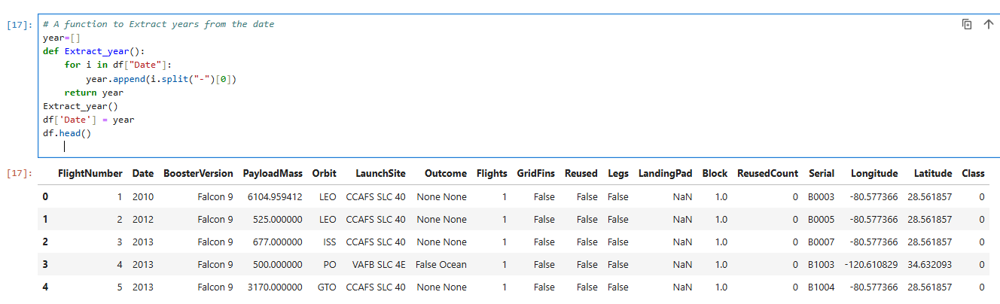 [17]: # A function to Extract years from the date
year=[]
def Extract_year():
    for i in df["Date"]:
        year.append(i.split("-")[0])
    return year
Extract_year()
df['Date'] = year
df.head()
[17]: FlightNumber Date BoosterVersion PayloadMass Orbit LaunchSite Outcome Flights GridFins Reused Legs LandingPad Block ReusedCount Serial Longitude Latitude Class
0 1 2010 Falcon 9 6104.959412 LEO CCAFS SLC 40 None None 1 False False False NaN 1.0 0 B0003 -80.577366 28.561857 0
1 2 2012 Falcon 9 525.000000 LEO CCAFS SLC 40 None None 1 False False False NaN 1.0 0 B0005 -80.577366 28.561857 0
2 3 2013 Falcon 9 677.000000 ISS CCAFS SLC 40 None None 1 False False False NaN 1.0 0 B0007 -80.577366 28.561857 0
3 4 2013 Falcon 9 500.000000 PO VAFB SLC 4E False Ocean 1 False False False NaN 1.0 0 B1003 -120.610829 34.632093 0
4 5 2013 Falcon 9 3170.000000 GTO CCAFS SLC 40 None None 1 False False False NaN 1.0 0 B1004 -80.577366 28.561857 0